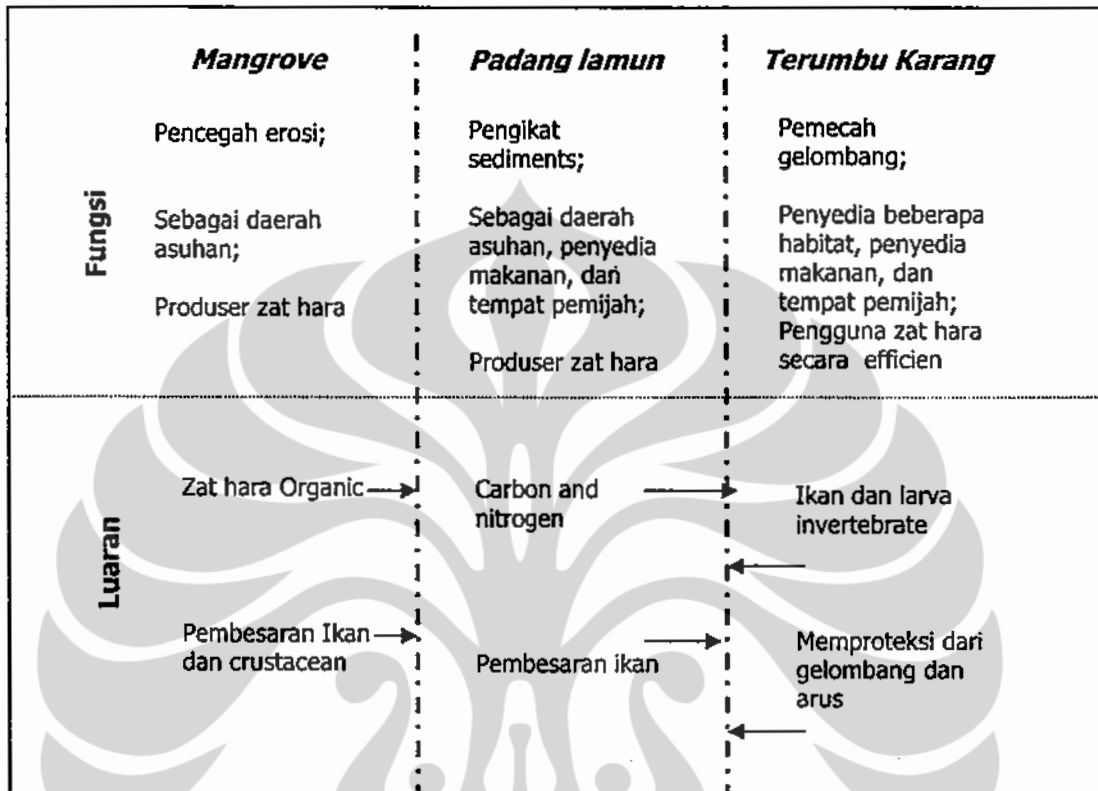 Mangrove
Padang lamun
Terumbu Karang
Fungsi
Pencegah erosi;
Sebagai daerah
asuhan;
Produser zat hara
Pengikat
sediments;
Sebagai daerah
asuhan, penyedia
makanan, dan
tempat pemijah;
Produser zat hara
Pemecah
gelombang;
Penyedia beberapa
habitat, penyedia
makanan, dan
tempat pemijah;
Pengguna zat hara
secara efficien
Luaran
Zat hara Organic
Pembesaran Ikan
dan crustacean
Carbon and
nitrogen
Pembesaran ikan
Ikan dan larva
invertebrate
Memproteksi dari
gelombang dan
arus